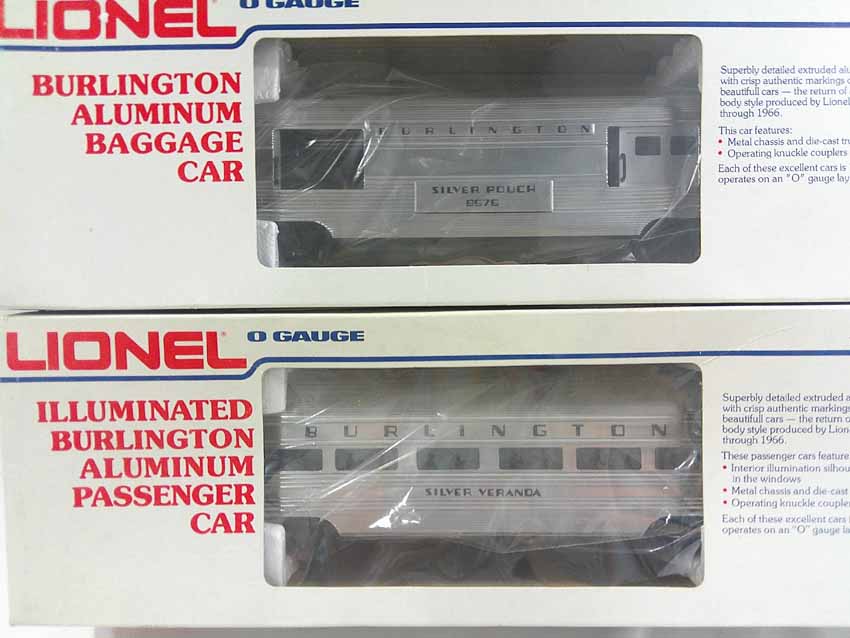 LIONEL
O GAUGE
BURLINGTON
ALUMINUM
BAGGAGE
CAR
BURLINGTON
SILVER POUCH
Superbly detailed extruded
with crisp authentic markings
beautifull cars — the return of
body style produced by Lionel
through 1966.
This car features:
• Metal chassis and die-cast
• Operating knuckle couplers
Each of these excellent cars is
operates on an "O" gauge
LIONEL
O GAUGE
ILLUMINATED
BURLINGTON
ALUMINUM
PASSENGER
CAR
BURLINGTON
SILVER VERANDA
Superbly detailed extruded
with crisp authentic markings
beautifull cars — the return of
body style produced by
through 1966.
These passenger cars feature
• Interior illumination
in the windows
• Metal chassis and die-cast
• Operating knuckle
Each of these excellent cars
operates on an "O" gauge